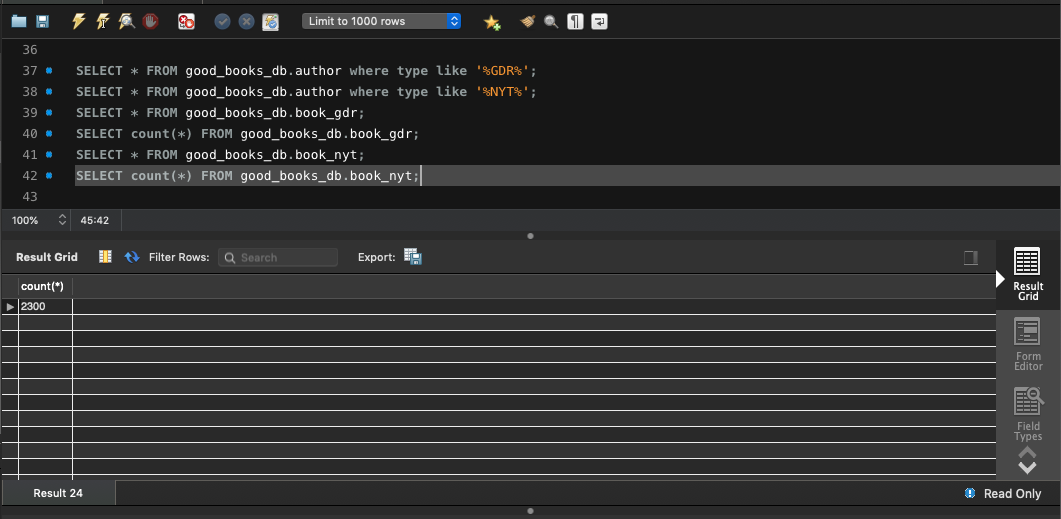 Limit to 1000 rows
36
37 SELECT * FROM good_books_db.author where type like '%GDR%';
38 SELECT * FROM good_books_db.author where type like '%NYT%';
39 SELECT * FROM good_books_db.book_gdr;
40 SELECT count(*) FROM good_books_db.book_gdr;
41 SELECT * FROM good_books_db.book_nyt;
42 SELECT count(*) FROM good_books_db.book_nyt;
43
100% 45:42
Result Grid Filter Rows: Search Export:
count(*)
2300
Result
Grid
Form
Editor
Field
Types
Result 24 Read Only